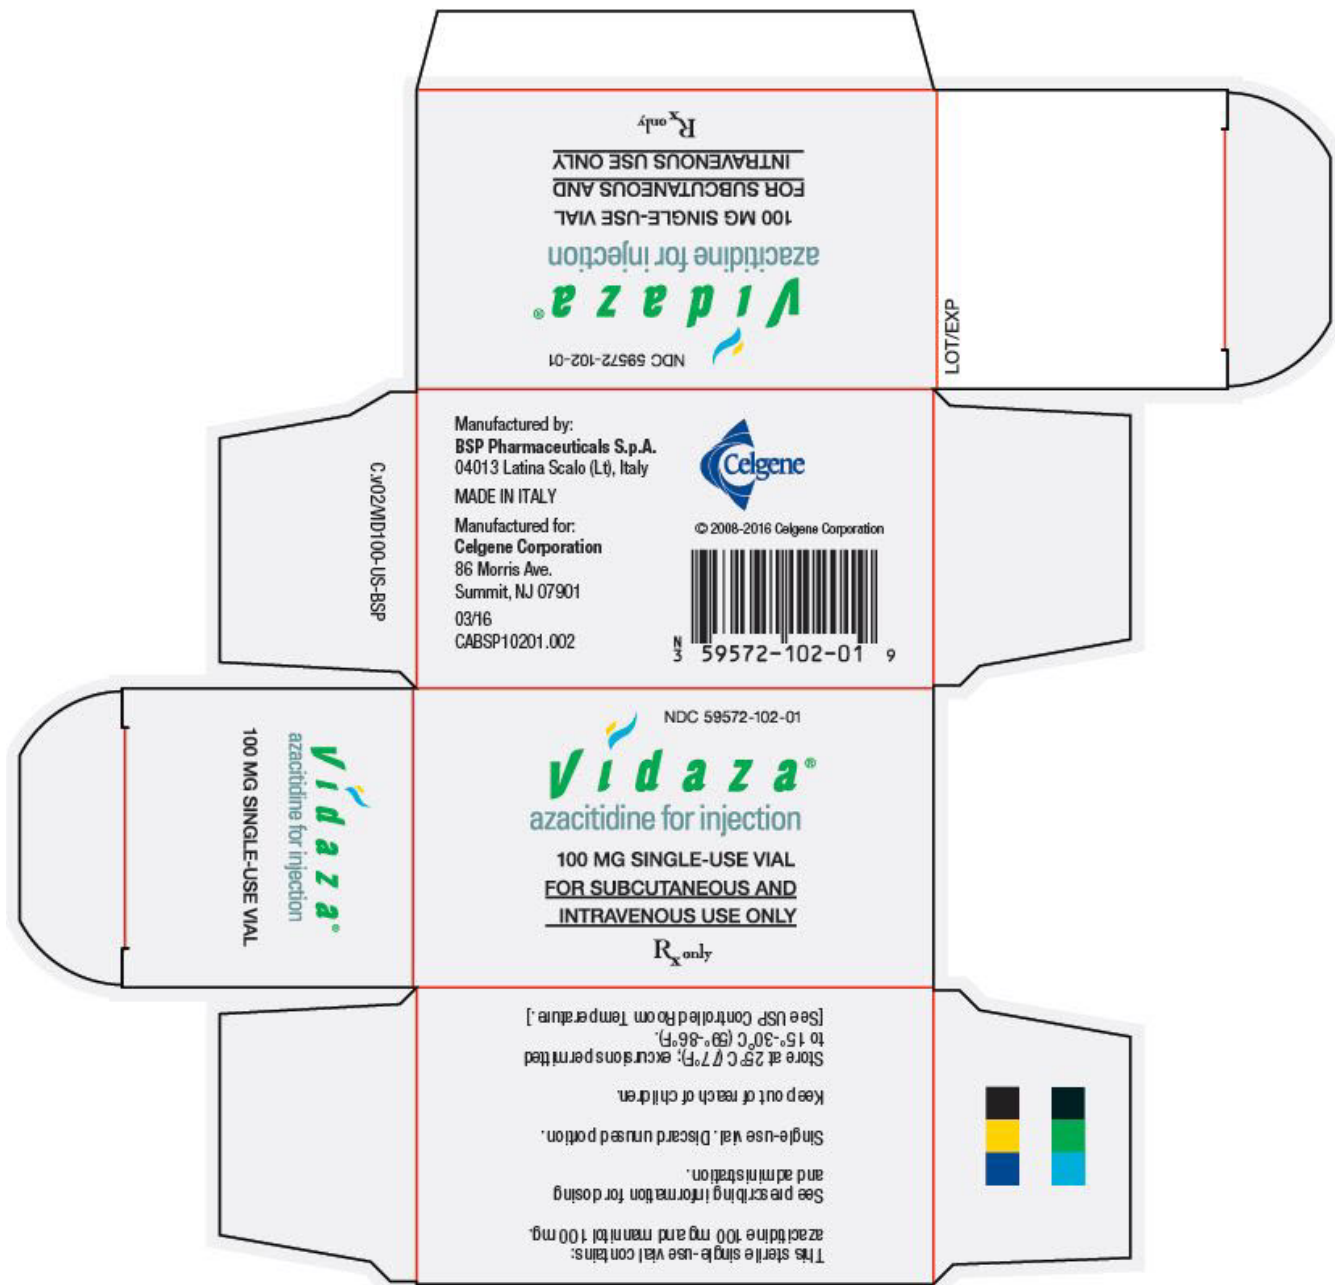 Rx only
INTRAVENOUS USE ONLY
FOR SUBCUTANEOUS AND
100 MG SINGLE-USE VIAL
azacitidine for injection
Vidaza®
NDC 59572-102-01
LOT/EXP
Manufactured by:
BSP Pharmaceuticals S.p.A.
04013 Latina Scalo (Lt), Italy
MADE IN ITALY
Manufactured for:
Celgene Corporation
86 Morris Ave.
Summit, NJ 07901
03/16
CABSP10201.002
Celgene
© 2008-2016 Celgene Corporation
N
3 59572-102-01 9
C.v02/MD100-US-BSP
Vidaza®
azacitidine for injection
100 MG SINGLE-USE VIAL
NDC 59572-102-01
Vidaza®
azacitidine for injection
100 MG SINGLE-USE VIAL
FOR SUBCUTANEOUS AND
INTRAVENOUS USE ONLY
Rx only
This sterile single-use vial contains:
azacitidine 100 mg and mannitol 100 mg.
See prescribing information for dosing
and administration.
Single-use vial. Discard unused portion.
Keep out of reach of children.
Store at 25°C (77°F); excursions permitted
to 15°-30°C (59°-86°F).
[See USP Controlled Room Temperature.]